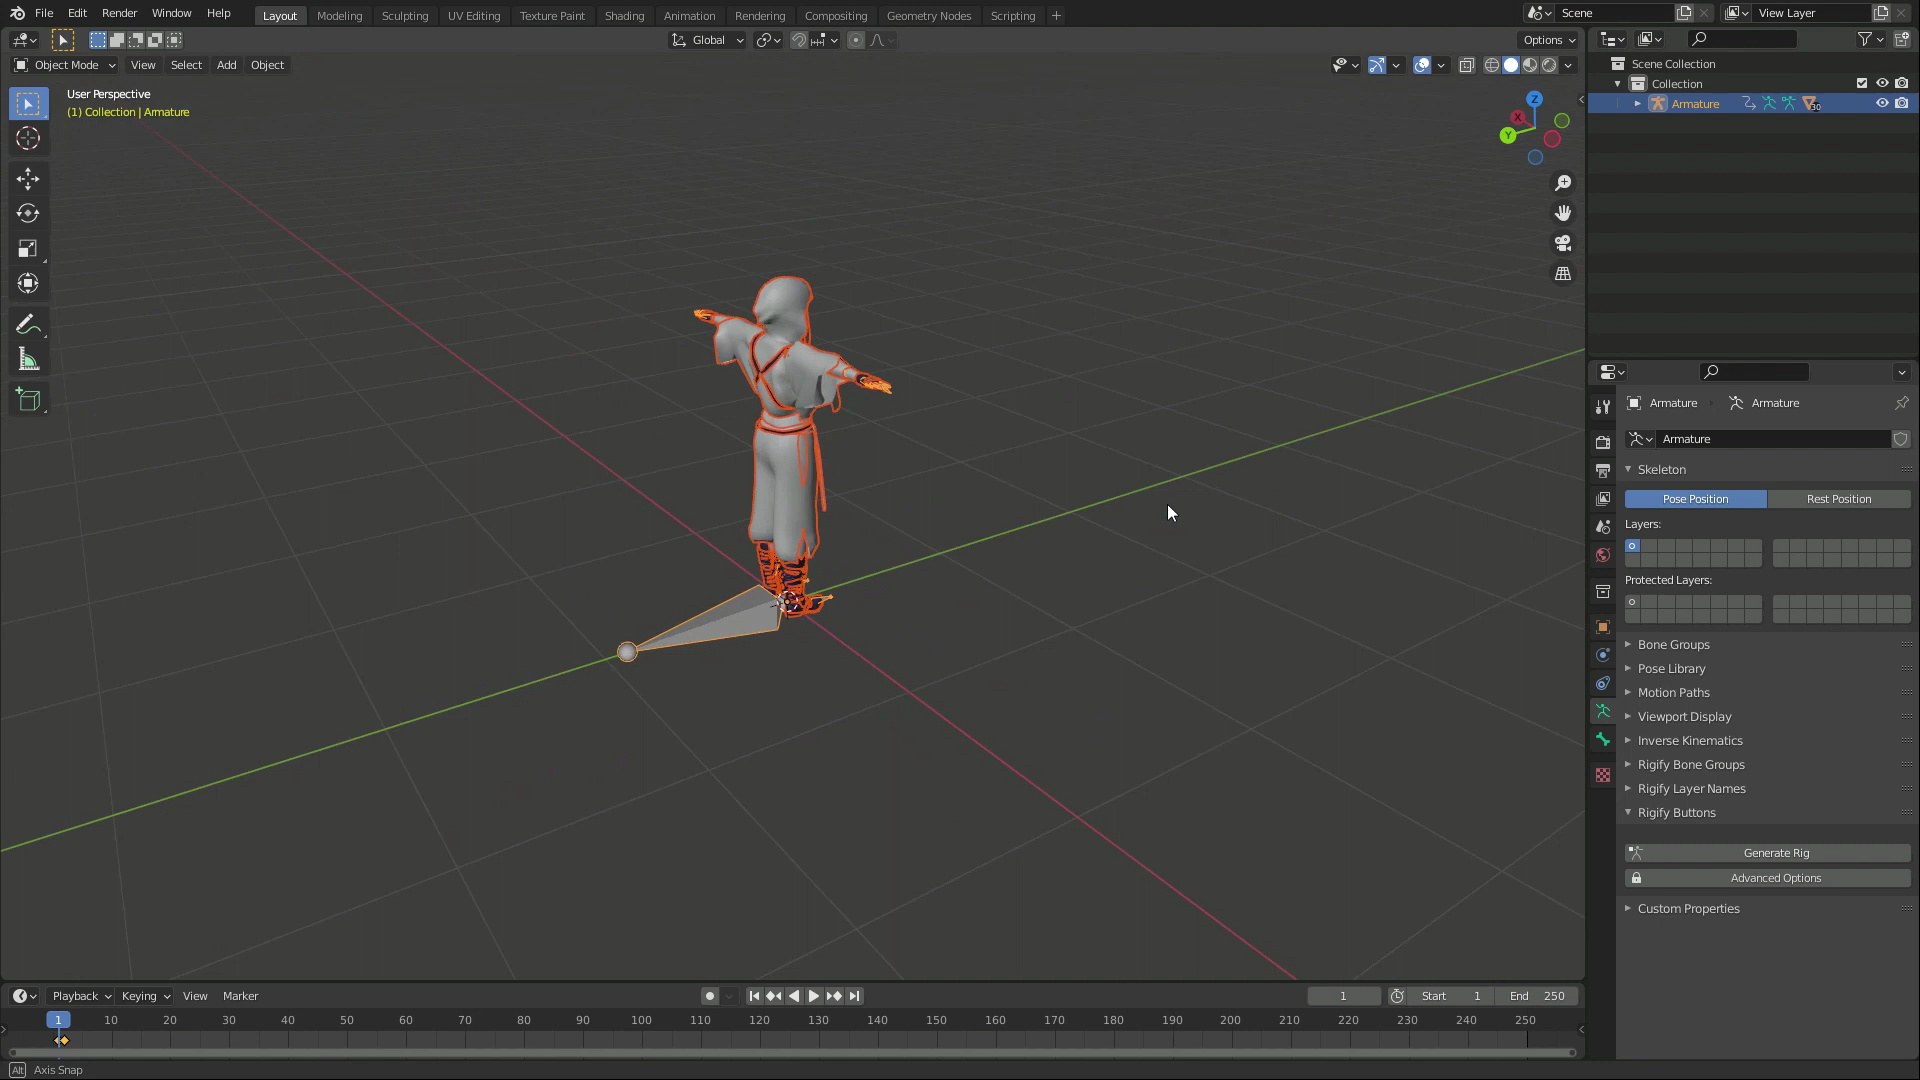 File Edit Render Window Help Layout Modeling Sculpting UV Editing Texture Paint Shading Animation Rendering Compositing Geometry Nodes Scripting + Scene View Layer
Global Options
Object Mode View Select Add Object
User Perspective
(1) Collection | Armature
Z
X
Y
Scene Collection
Collection
Armature 30
Armature Armature
Armature
Skeleton
Pose Position Rest Position
Layers:
Protected Layers:
Bone Groups
Pose Library
Motion Paths
Viewport Display
Inverse Kinematics
Rigify Bone Groups
Rigify Layer Names
Rigify Buttons
Generate Rig
Advanced Options
Custom Properties
Playback Keying View Marker 1 Start 1 End 250
1 10 20 30 40 50 60 70 80 90 100 110 120 130 140 150 160 170 180 190 200 210 220 230 240 250
Alt Axis Snap